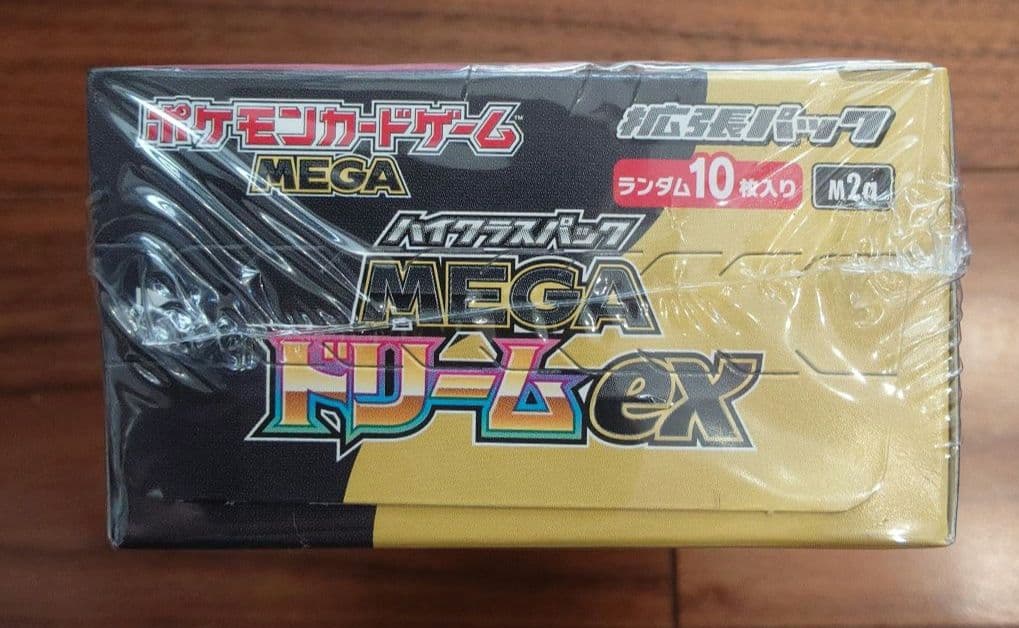 ポケモンカードゲーム™
MEGA
拡張パック
ランダム10枚入り
M2a
ハイクラスパック
MEGA
ドリームex